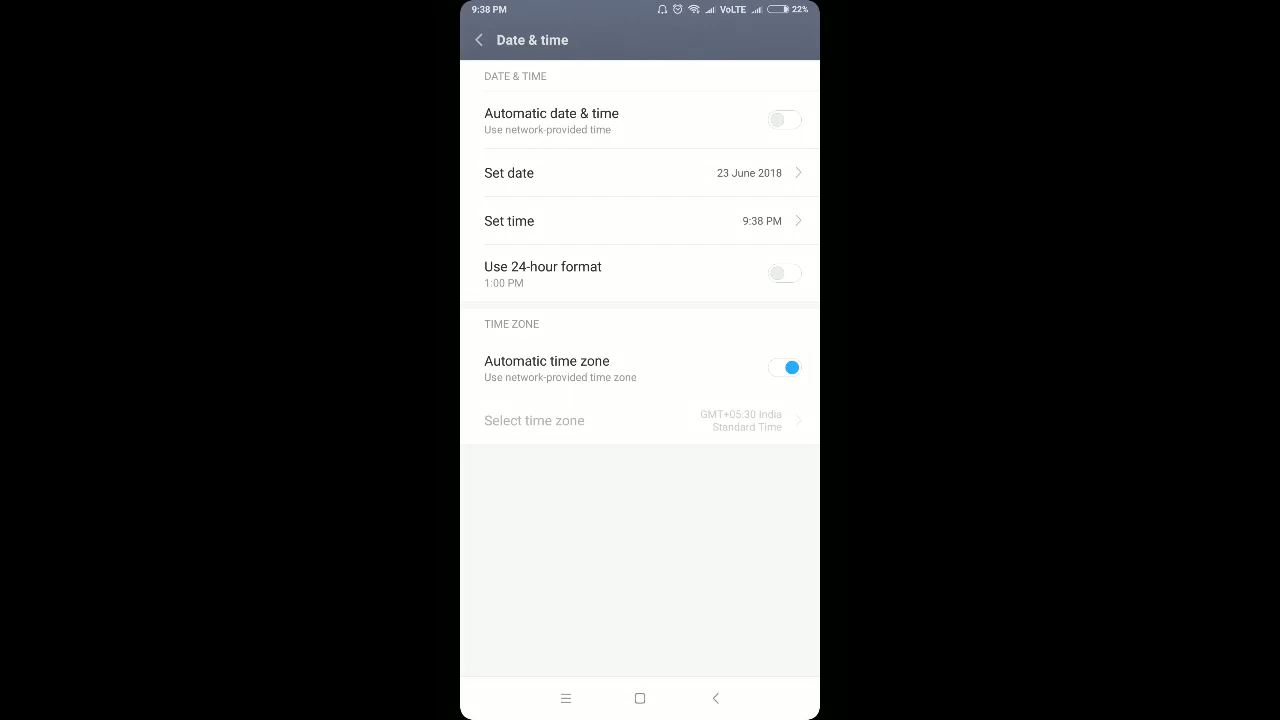 9:38 PM VoLTE 22%
Date & time
DATE & TIME
Automatic date & time
Use network-provided time
Set date 23 June 2018
Set time 9:38 PM
Use 24-hour format
1:00 PM
TIME ZONE
Automatic time zone
Use network-provided time zone
Select time zone GMT+05:30 India
Standard Time